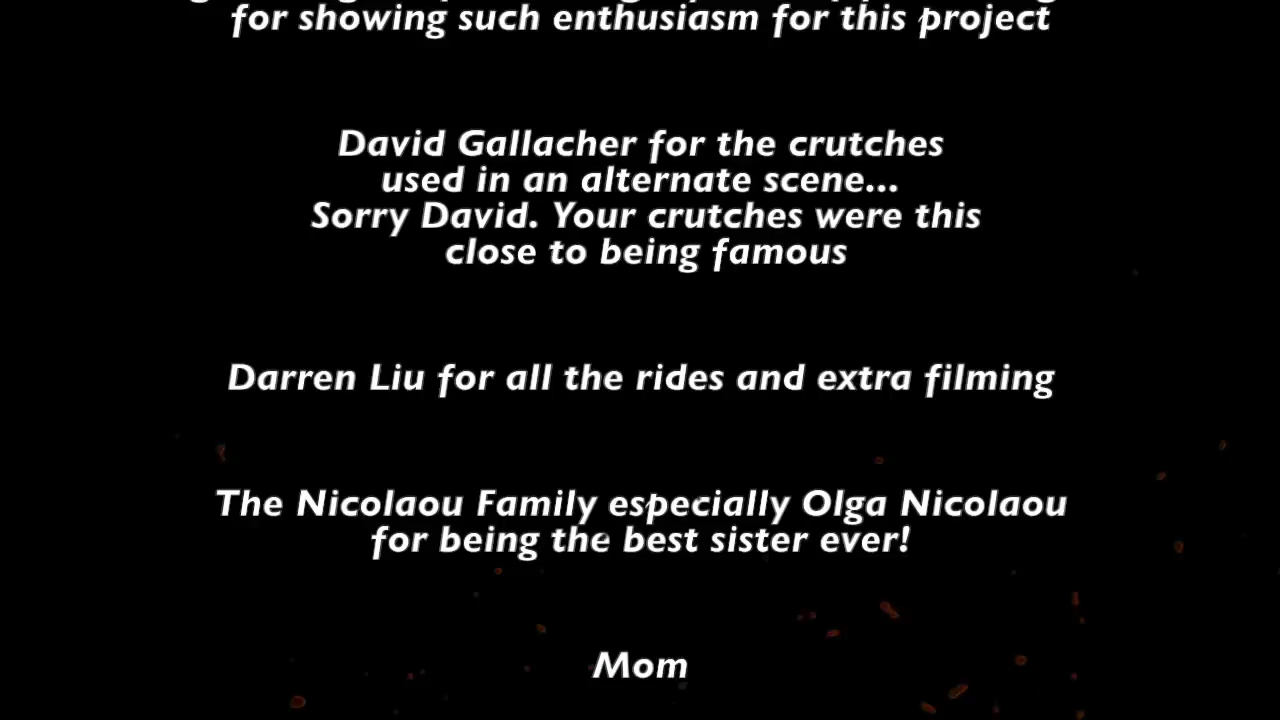 for showing such enthusiasm for this project
David Gallacher for the crutches
used in an alternate scene...
Sorry David. Your crutches were this
close to being famous
Darren Liu for all the rides and extra filming
The Nicolaou Family especially Olga Nicolaou
for being the best sister ever!
Mom